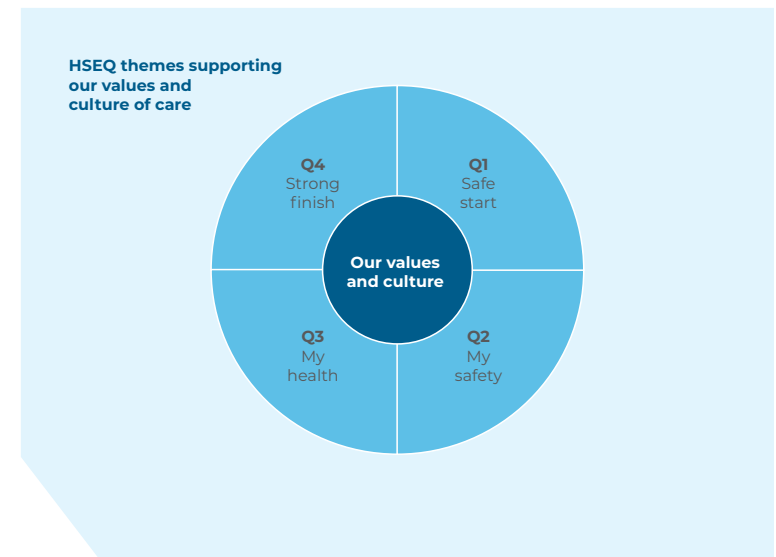 HSEQ themes supporting
our values and
culture of care
Q4
Strong
finish
Q1
Safe
start
Our values
and culture
Q3
My
health
Q2
My
safety